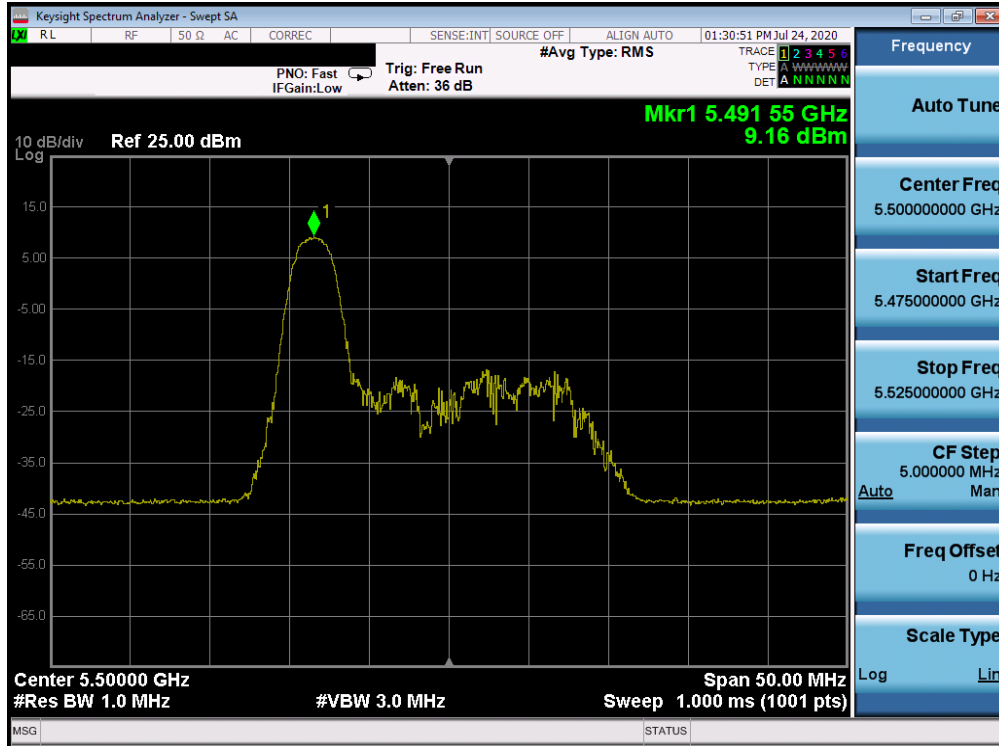 Keysight Spectrum Analyzer - Swept SA
LXI RL RF 50 Ω AC CORREC SENSE:INT SOURCE OFF ALIGN AUTO 01:30:51 PM Jul 24, 2020
#Avg Type: RMS
TRACE 1 2 3 4 5 6
PNO: Fast Trig: Free Run TYPE A WWWWW
IFGain:Low Atten: 36 dB DET A N N N N N
Mkr1 5.491 55 GHz
9.16 dBm
10 dB/div Ref 25.00 dBm
Log
1
15.0
5.00
-5.00
-15.0
-25.0
-35.0
-45.0
-55.0
-65.0
Center 5.50000 GHz Span 50.00 MHz
#Res BW 1.0 MHz #VBW 3.0 MHz Sweep 1.000 ms (1001 pts)
MSG STATUS
Frequency
Auto Tune
Center Freq
5.500000000 GHz
Start Freq
5.475000000 GHz
Stop Freq
5.525000000 GHz
CF Step
5.000000 MHz
Auto Man
Freq Offset
0 Hz
Scale Type
Log Lin